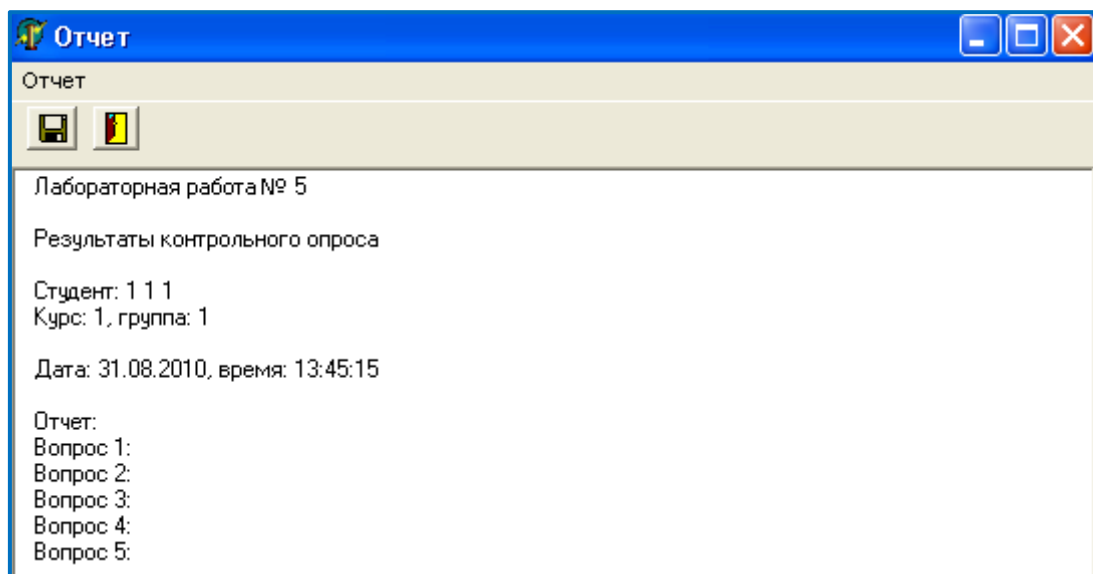 Отчет
Отчет
Лабораторная работа № 5
Результаты контрольного опроса
Студент: 1 1 1
Курс: 1, группа: 1
Дата: 31.08.2010, время: 13:45:15
Отчет:
Вопрос 1:
Вопрос 2:
Вопрос 3:
Вопрос 4:
Вопрос 5: